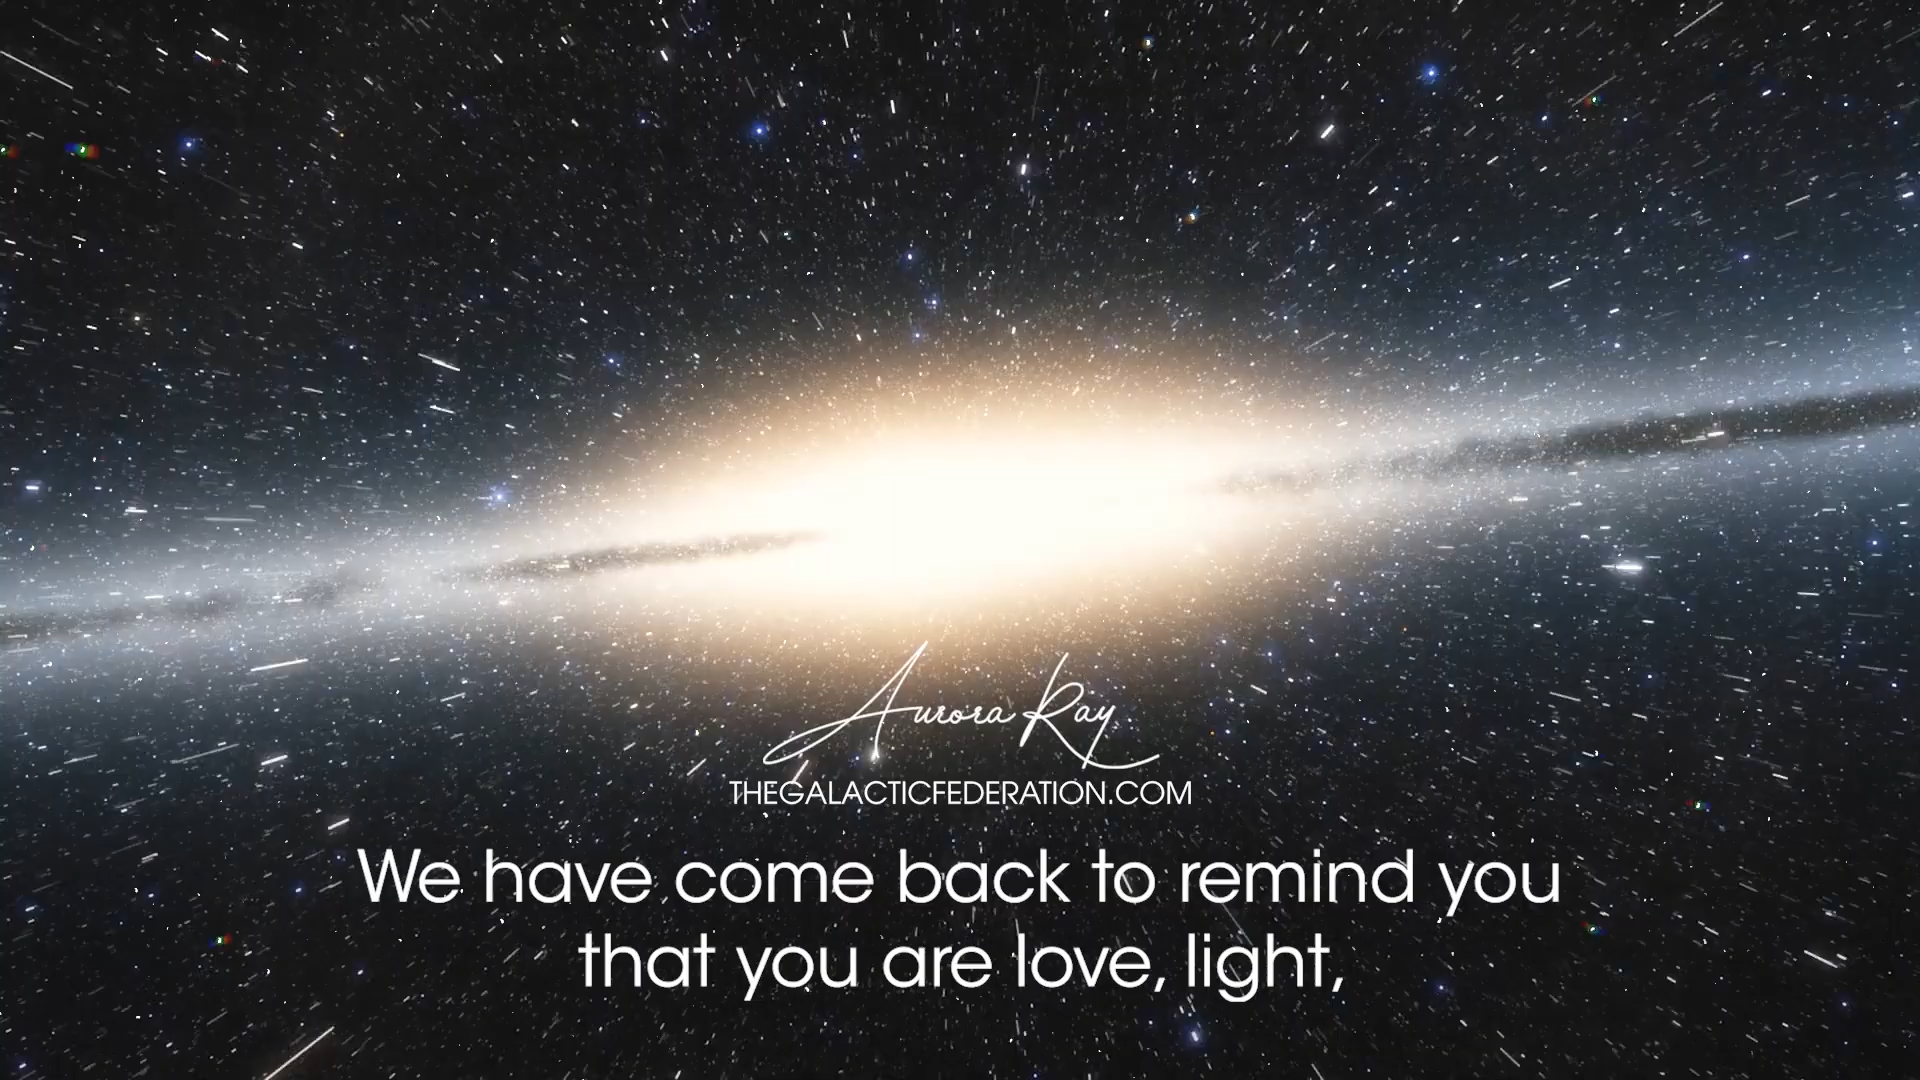 Aurora Ray
THEGALACTICFEDERATION.COM
We have come back to remind you
that you are love, light,